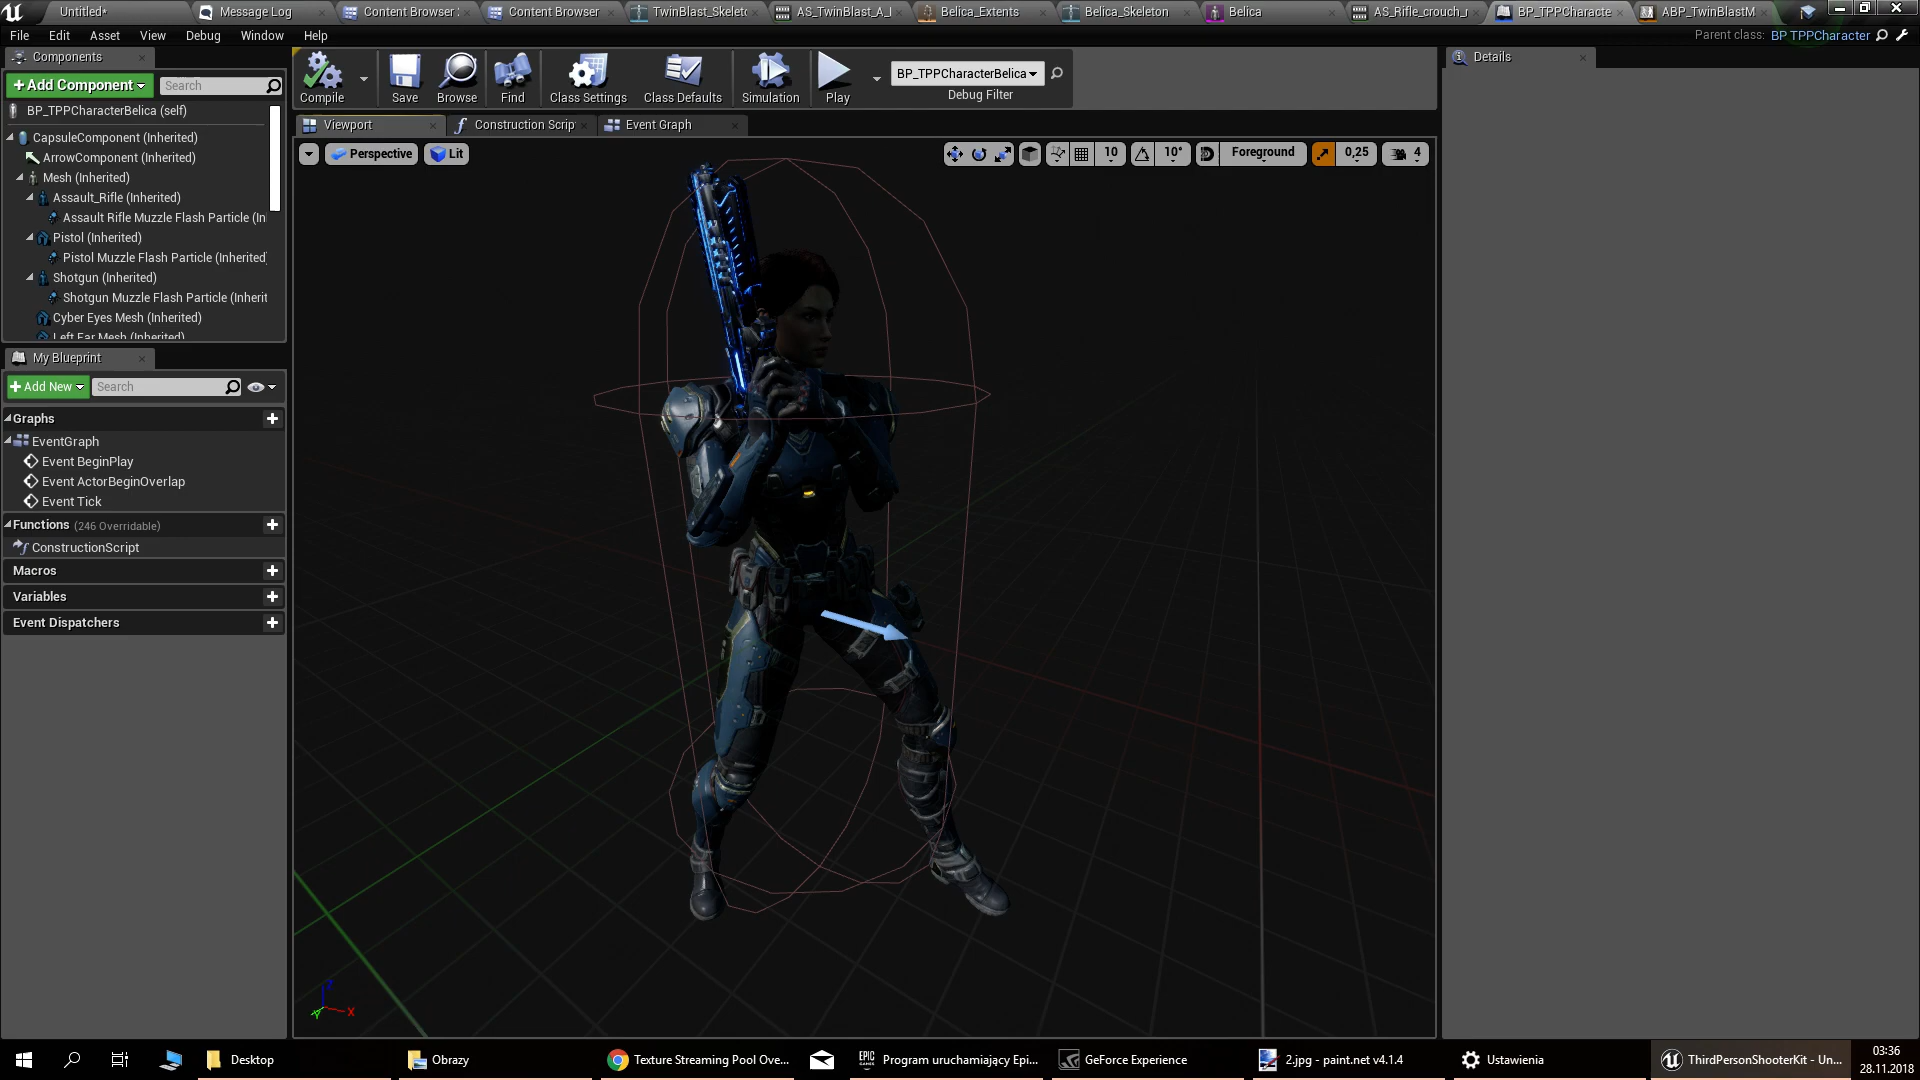 Untitled*
Message Log
Content Browser
Content Browser
TwinBlast_Skelet
AS_TwinBlast_A_
Belica_Extents
Belica_Skeleton
Belica
AS_Rifle_crouch_
BP_TPPCharacte
ABP_TwinBlastM
File Edit Asset View Debug Window Help
Parent class: BP TPPCharacter
Components
+Add Component
Search
BP_TPPCharacterBelica (self)
CapsuleComponent (Inherited)
ArrowComponent (Inherited)
Mesh (Inherited)
Assault_Rifle (Inherited)
Assault Rifle Muzzle Flash Particle (In
Pistol (Inherited)
Pistol Muzzle Flash Particle (Inherited
Shotgun (Inherited)
Shotgun Muzzle Flash Particle (Inherit
Cyber Eyes Mesh (Inherited)
Left Ear Mesh (Inherited)
My Blueprint
+Add New
Search
Graphs
EventGraph
Event BeginPlay
Event ActorBeginOverlap
Event Tick
Functions (246 Overridable)
ConstructionScript
Macros
Variables
Event Dispatchers
Compile
Save
Browse
Find
Class Settings
Class Defaults
Simulation
Play
BP_TPPCharacterBelica
Debug Filter
Viewport
Construction Scrip
Event Graph
Perspective
Lit
10
10°
Foreground
0,25
4
Z
Y
X
Details
Desktop
Obrazy
Texture Streaming Pool Ove...
EPIC GAMES
Program uruchamiający Epi...
GeForce Experience
2.jpg - paint.net v4.1.4
Ustawienia
ThirdPersonShooterKit - Un...
03:36
28.11.2018